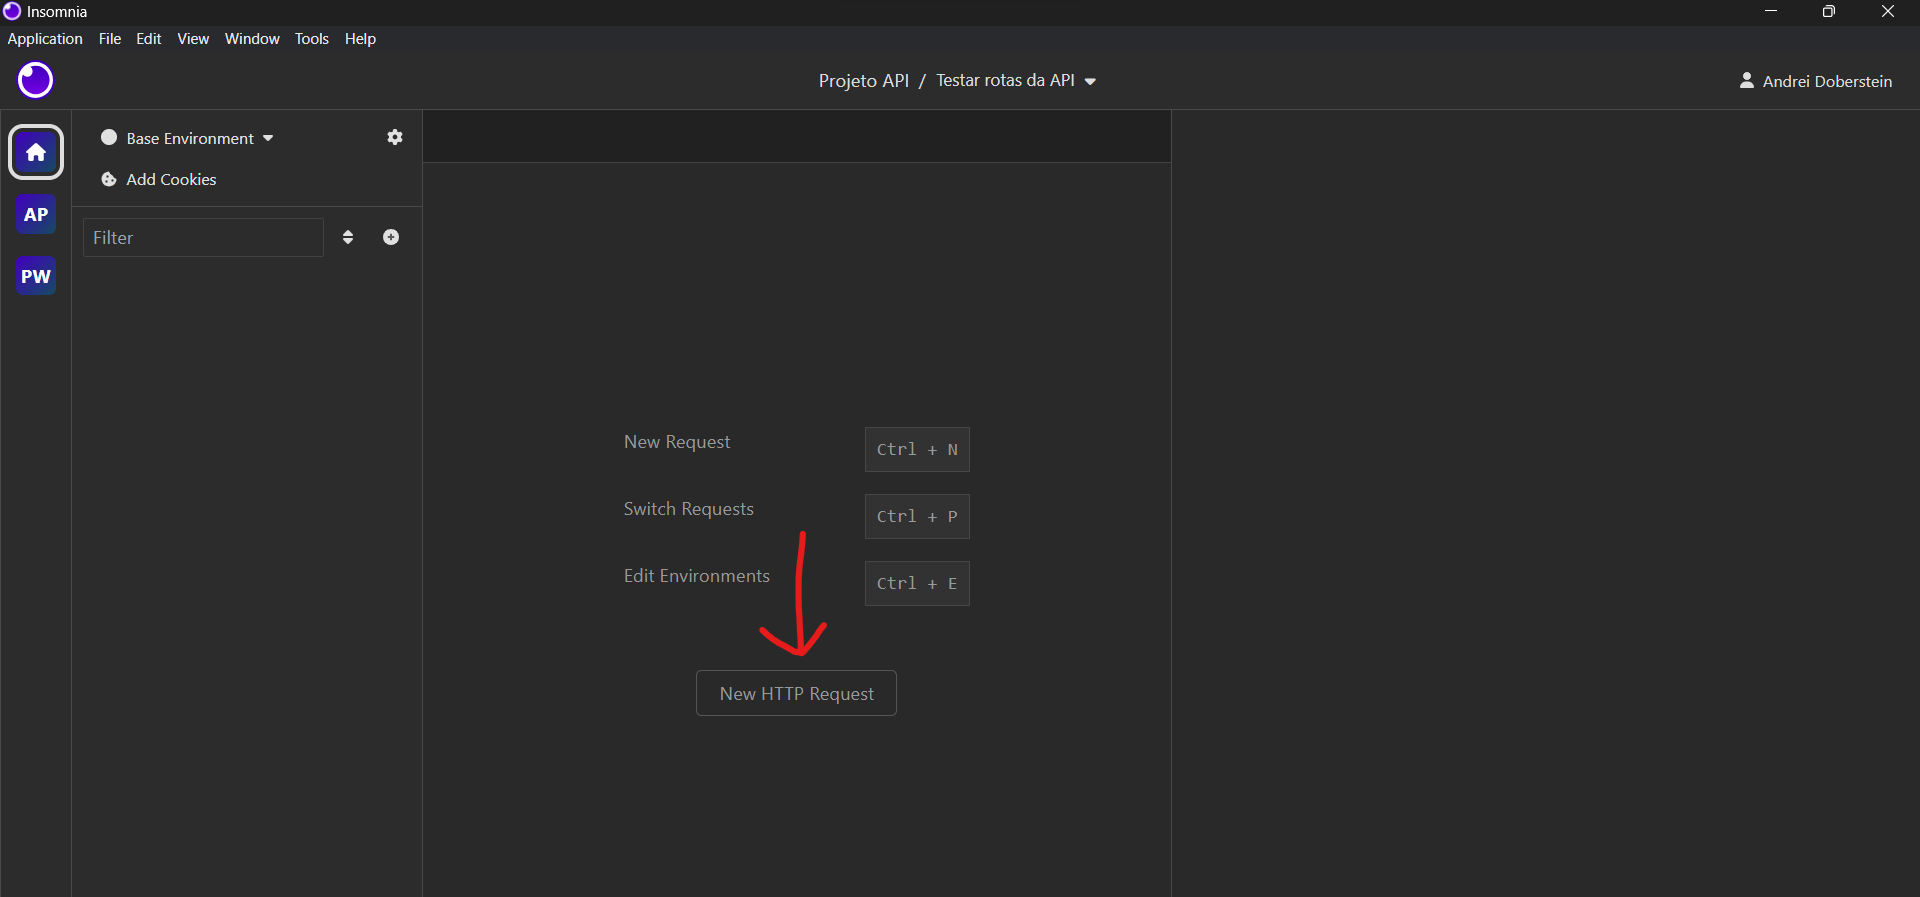 Insomnia
Application File Edit View Window Tools Help
Projeto API / Testar rotas da API
Andrei Doberstein
Base Environment
Add Cookies
AP
Filter
PW
New Request Ctrl + N
Switch Requests Ctrl + P
Edit Environments Ctrl + E
New HTTP Request